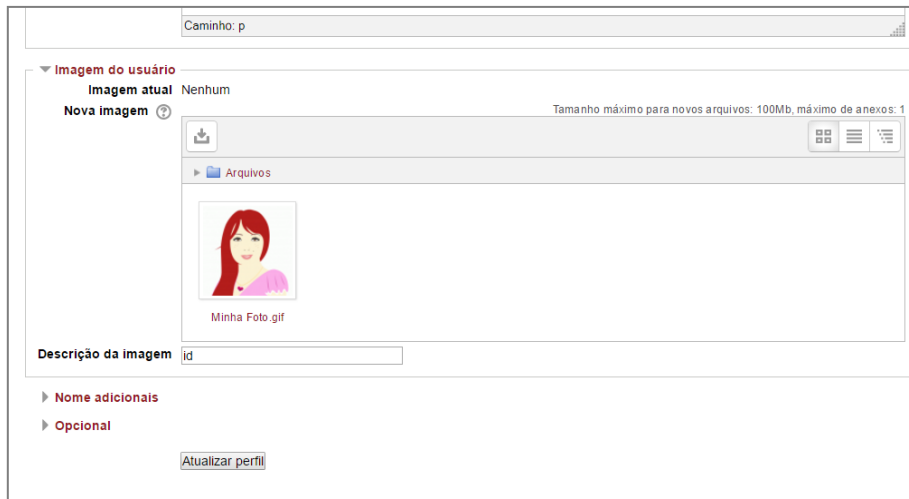 Caminho: p
Imagem do usuário
Imagem atual Nenhum
Nova imagem
Tamanho máximo para novos arquivos: 100Mb, máximo de anexos: 1
Arquivos
Minha Foto.gif
Descrição da imagem id
Nome adicionais
Opcional
Atualizar perfil